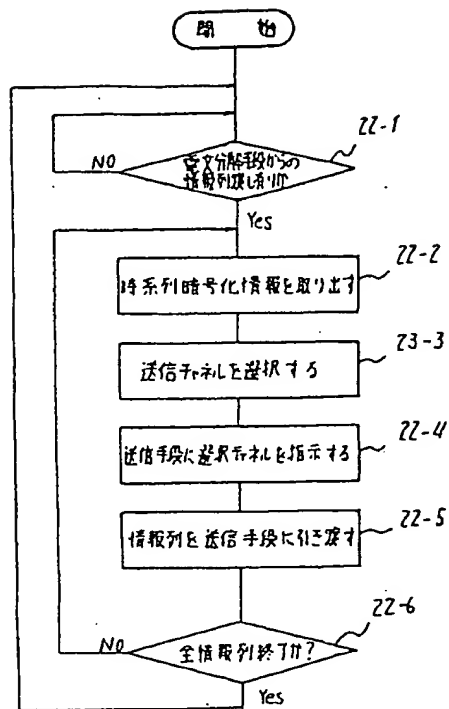 開 始
22-1
電文分解手段からの
情報列渡し有りか
NO
Yes
22-2
時系列暗号化情報を取り出す
23-3
送信チャネルを選択する
22-4
送信手段に選択チャネルを指示する
22-5
情報列を送信手段に引き渡す
22-6
全情報列終了か?
NO
Yes